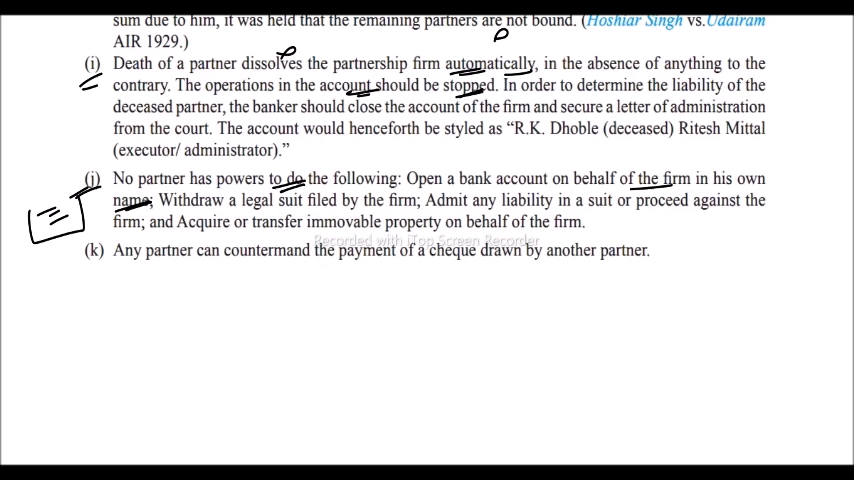 sum due to him, it was held that the remaining partners are not bound. (Hoshiar Singh vs.Udairam
AIR 1929.)
(i) Death of a partner dissolves the partnership firm automatically, in the absence of anything to the
contrary. The operations in the account should be stopped. In order to determine the liability of the
deceased partner, the banker should close the account of the firm and secure a letter of administration
from the court. The account would henceforth be styled as “R.K. Dhoble (deceased) Ritesh Mittal
(executor/ administrator).”
(j) No partner has powers to do the following: Open a bank account on behalf of the firm in his own
name; Withdraw a legal suit filed by the firm; Admit any liability in a suit or proceed against the
firm; and Acquire or transfer immovable property on behalf of the firm.
Recorded with iTop Screen Recorder
(k) Any partner can countermand the payment of a cheque drawn by another partner.